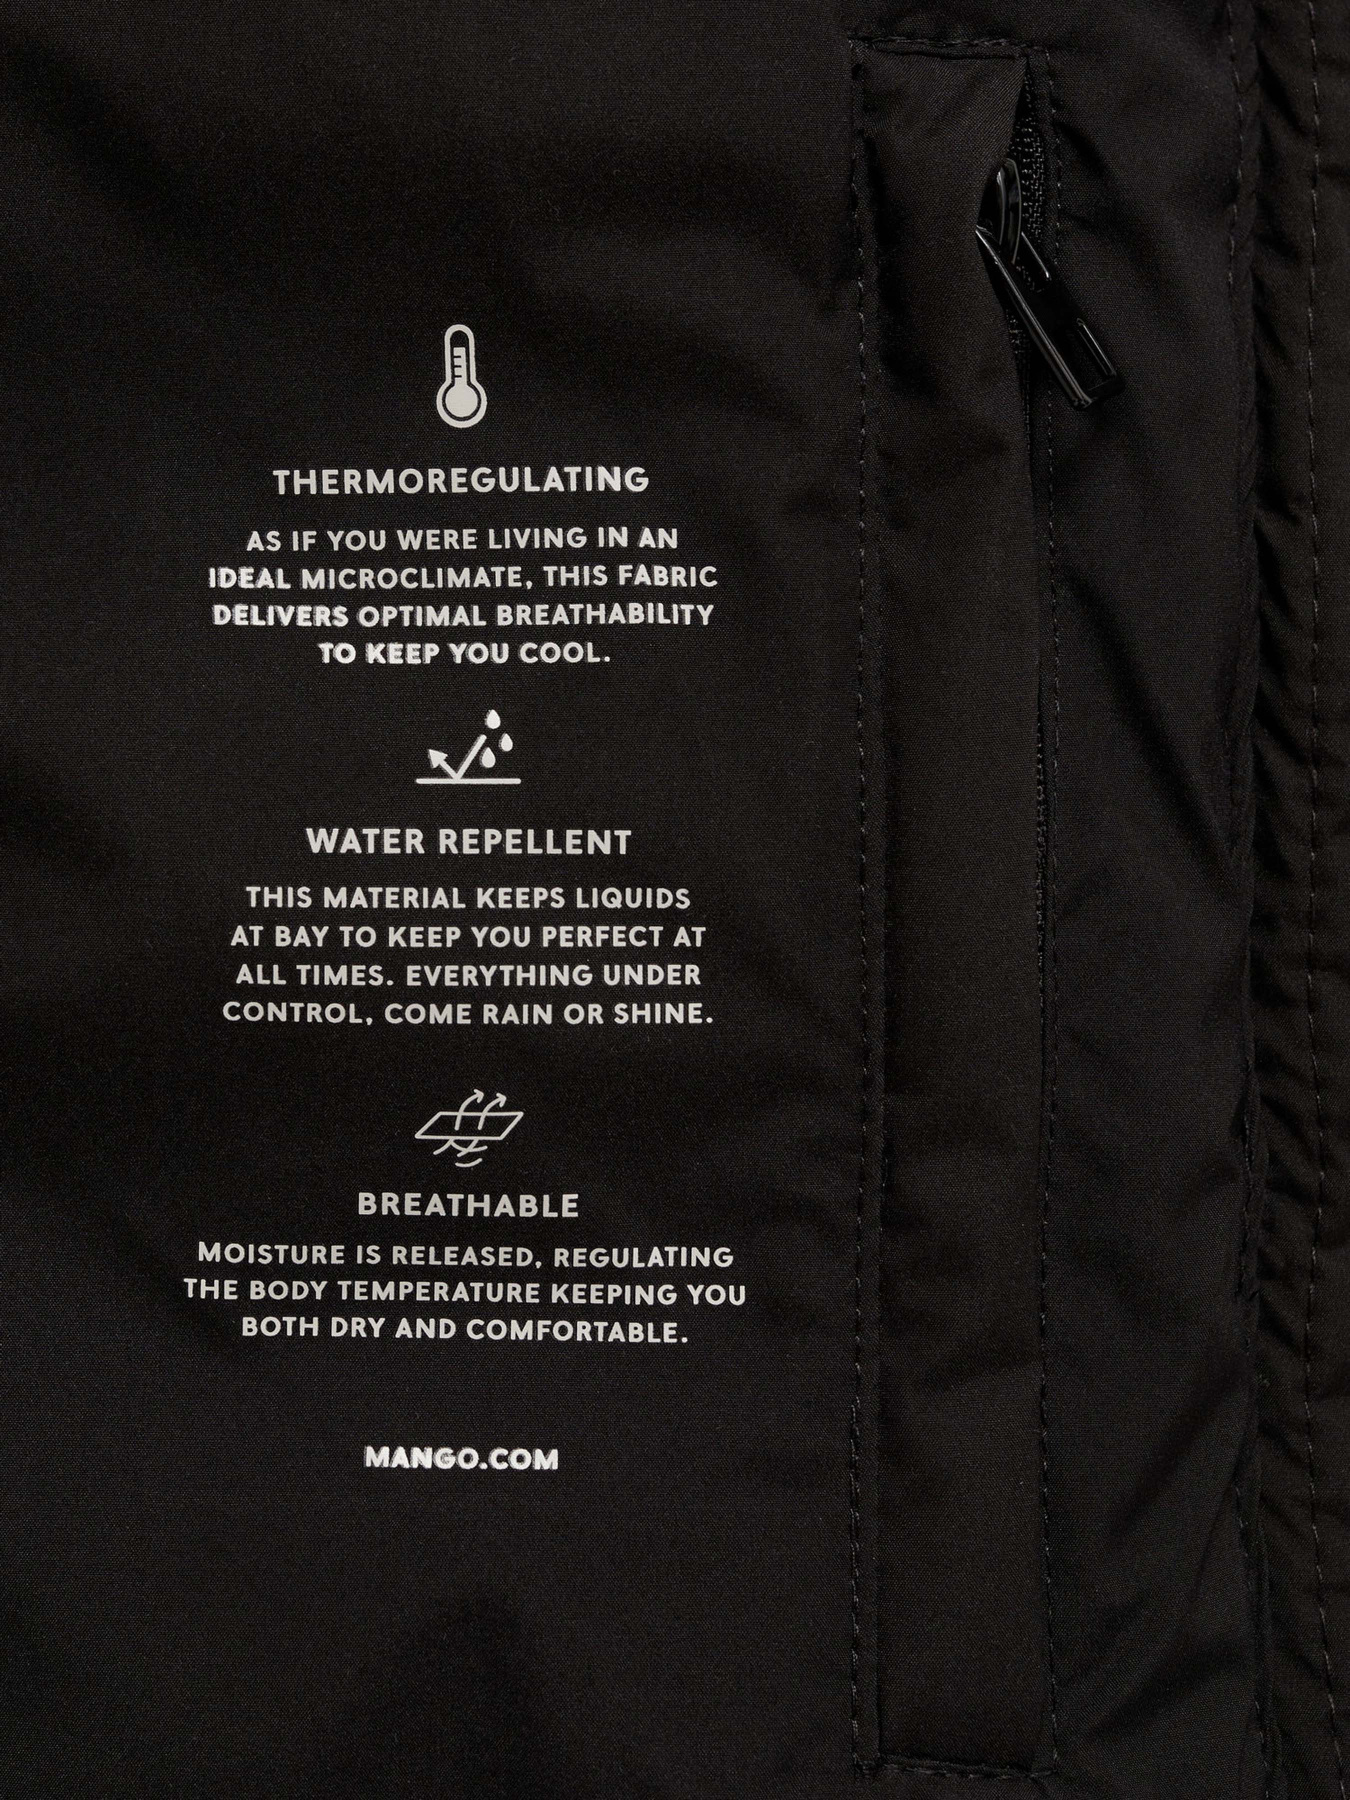 THERMOREGULATING
AS IF YOU WERE LIVING IN AN
IDEAL MICROCLIMATE, THIS FABRIC
DELIVERS OPTIMAL BREATHABILITY
TO KEEP YOU COOL.
WATER REPELLENT
THIS MATERIAL KEEPS LIQUIDS
AT BAY TO KEEP YOU PERFECT AT
ALL TIMES. EVERYTHING UNDER
CONTROL, COME RAIN OR SHINE.
BREATHABLE
MOISTURE IS RELEASED, REGULATING
THE BODY TEMPERATURE KEEPING YOU
BOTH DRY AND COMFORTABLE.
MANGO.COM